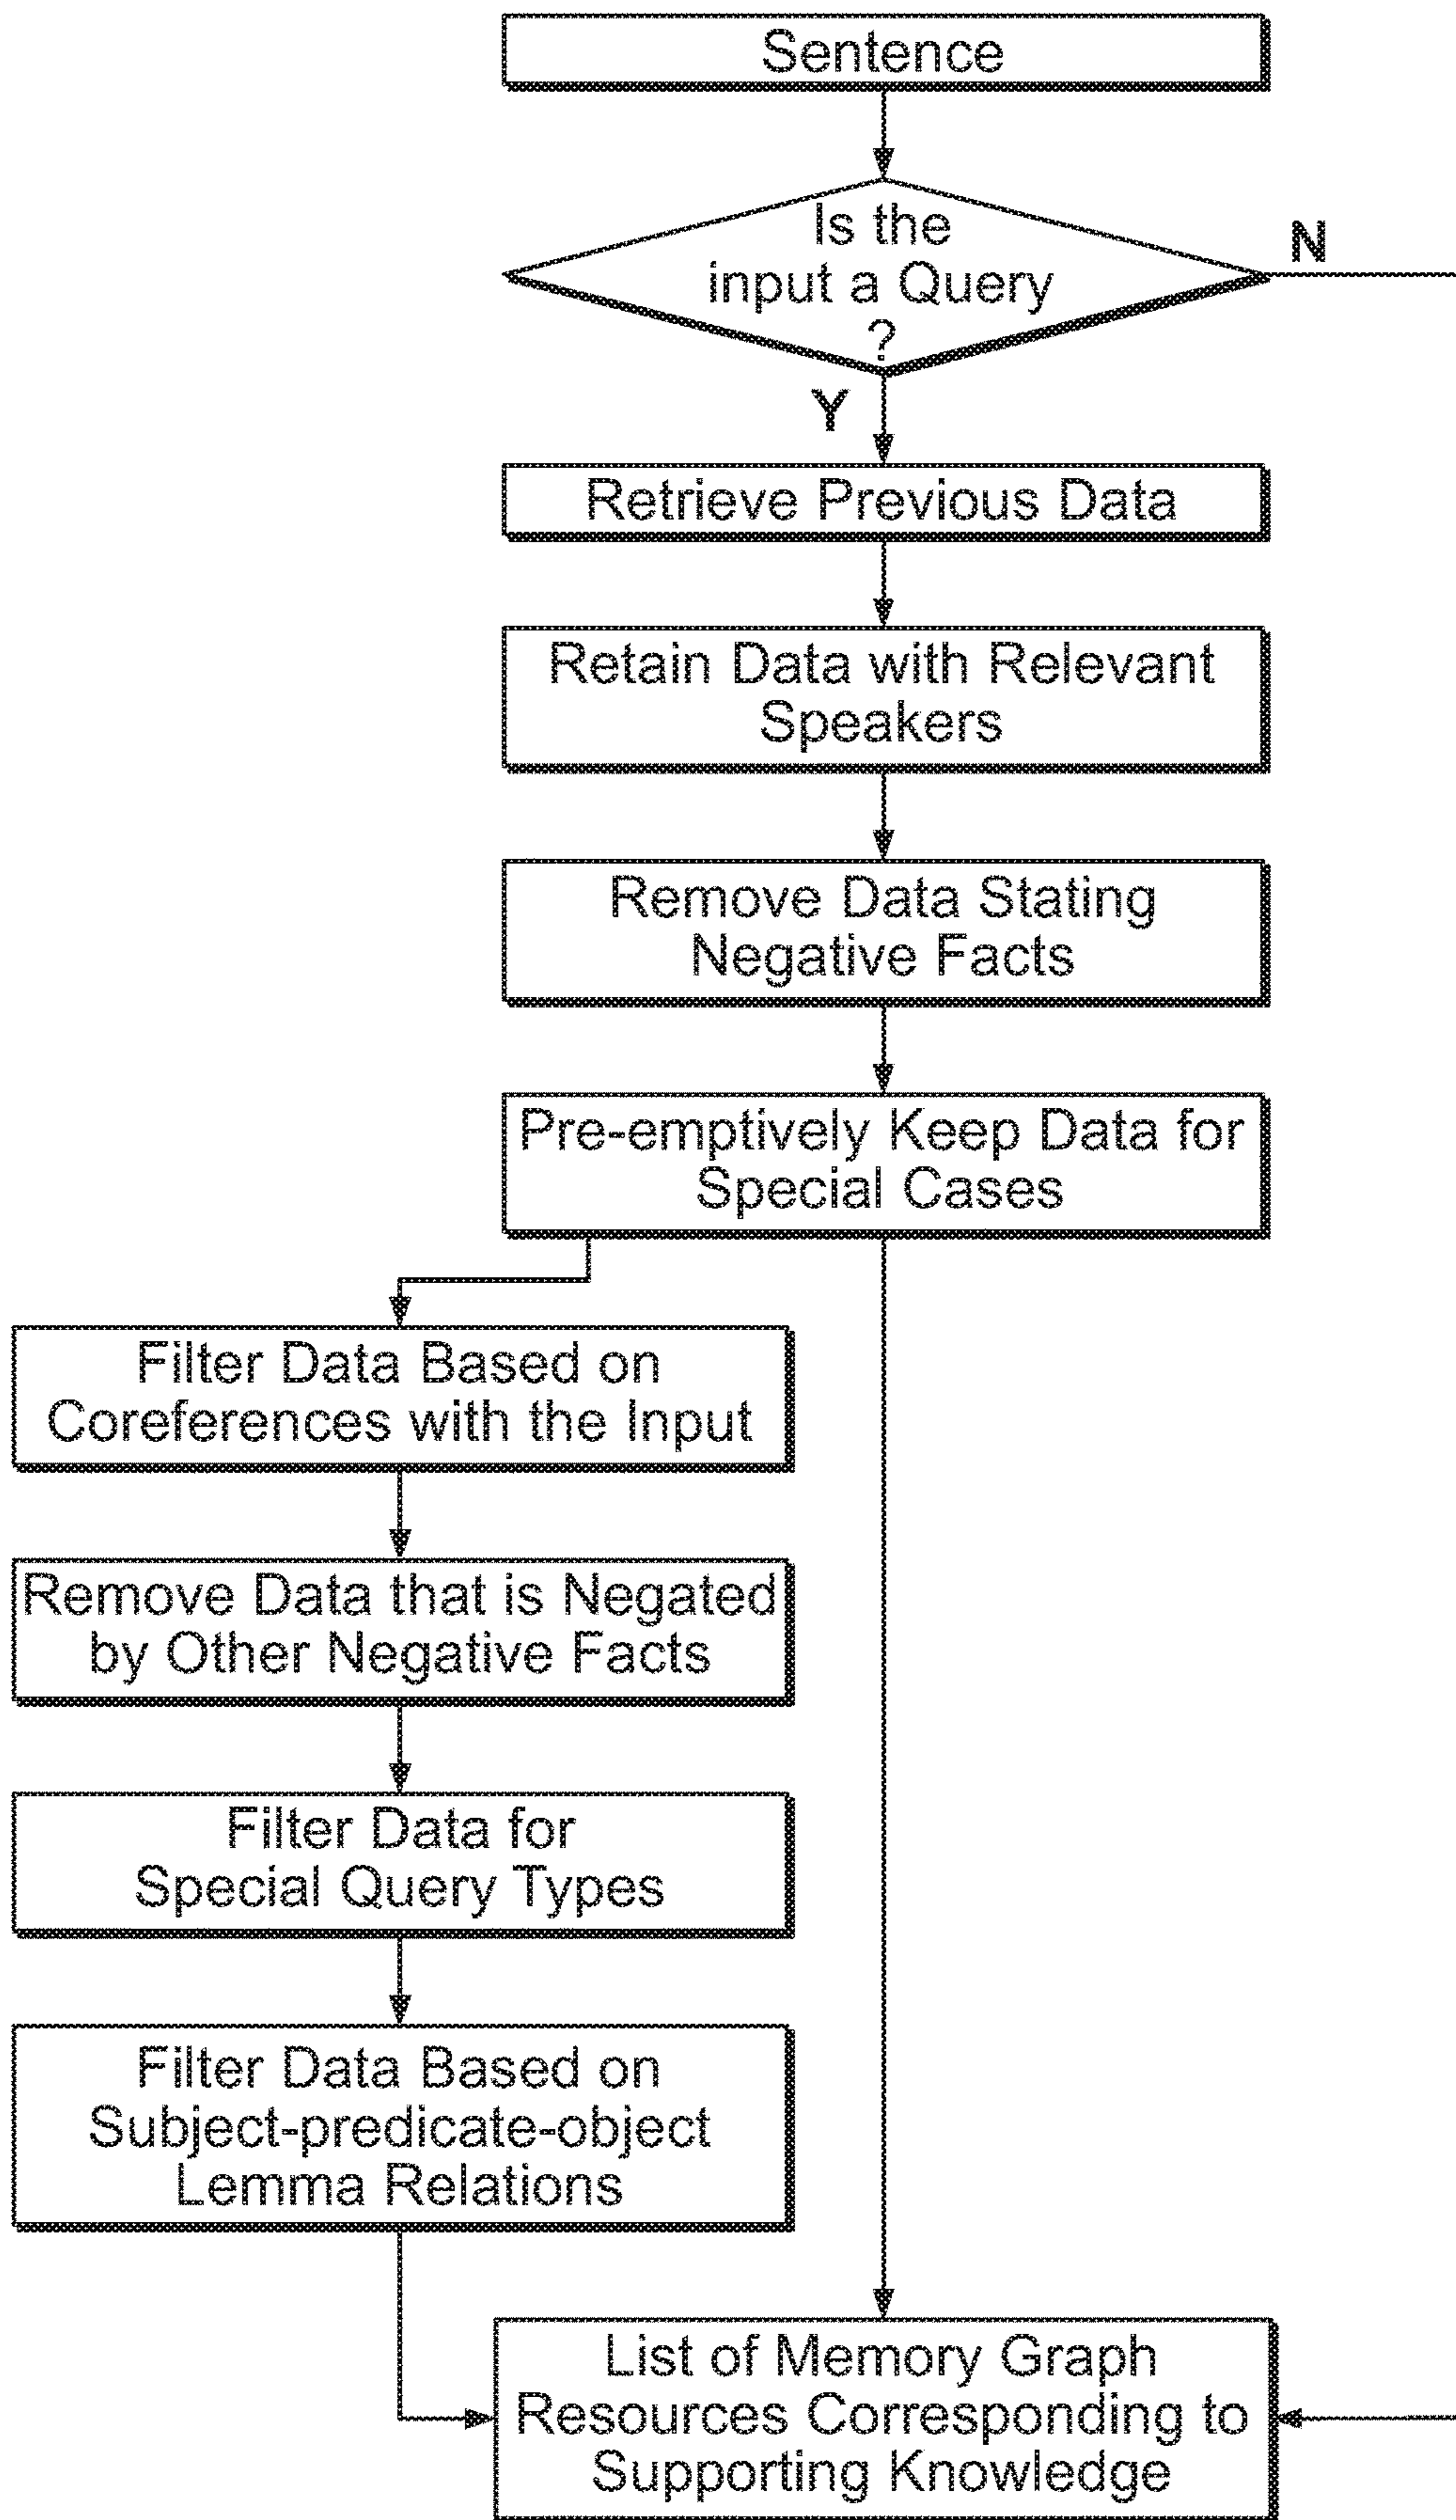 Sentence
Is the
input a Query
?
N
Y
Retrieve Previous Data
Retain Data with Relevant
Speakers
Remove Data Stating
Negative Facts
Pre-emptively Keep Data for
Special Cases
Filter Data Based on
Coreferences with the Input
Remove Data that is Negated
by Other Negative Facts
Filter Data for
Special Query Types
Filter Data Based on
Subject-predicate-object
Lemma Relations
List of Memory Graph
Resources Corresponding to
Supporting Knowledge